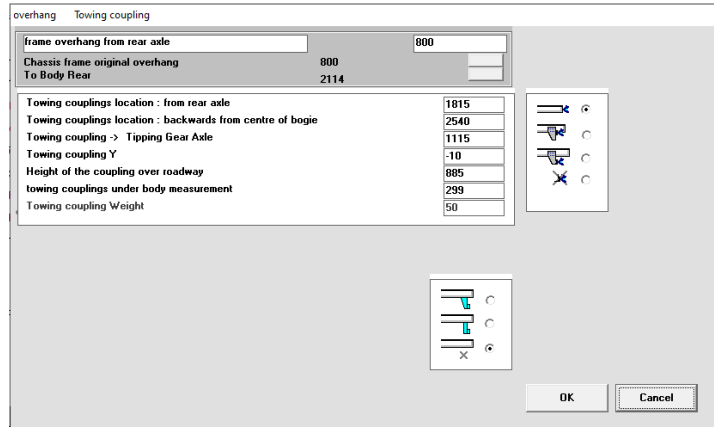 overhang Towing coupling
frame overhang from rear axle 800
Chassis frame original overhang 800
To Body Rear 2114
Towing couplings location : from rear axle 1815
Towing couplings location : backwards from centre of bogie 2540
Towing coupling -> Tipping Gear Axle 1115
Towing coupling Y -10
Height of the coupling over roadway 885
towing couplings under body measurement 299
Towing coupling Weight 50
OK Cancel